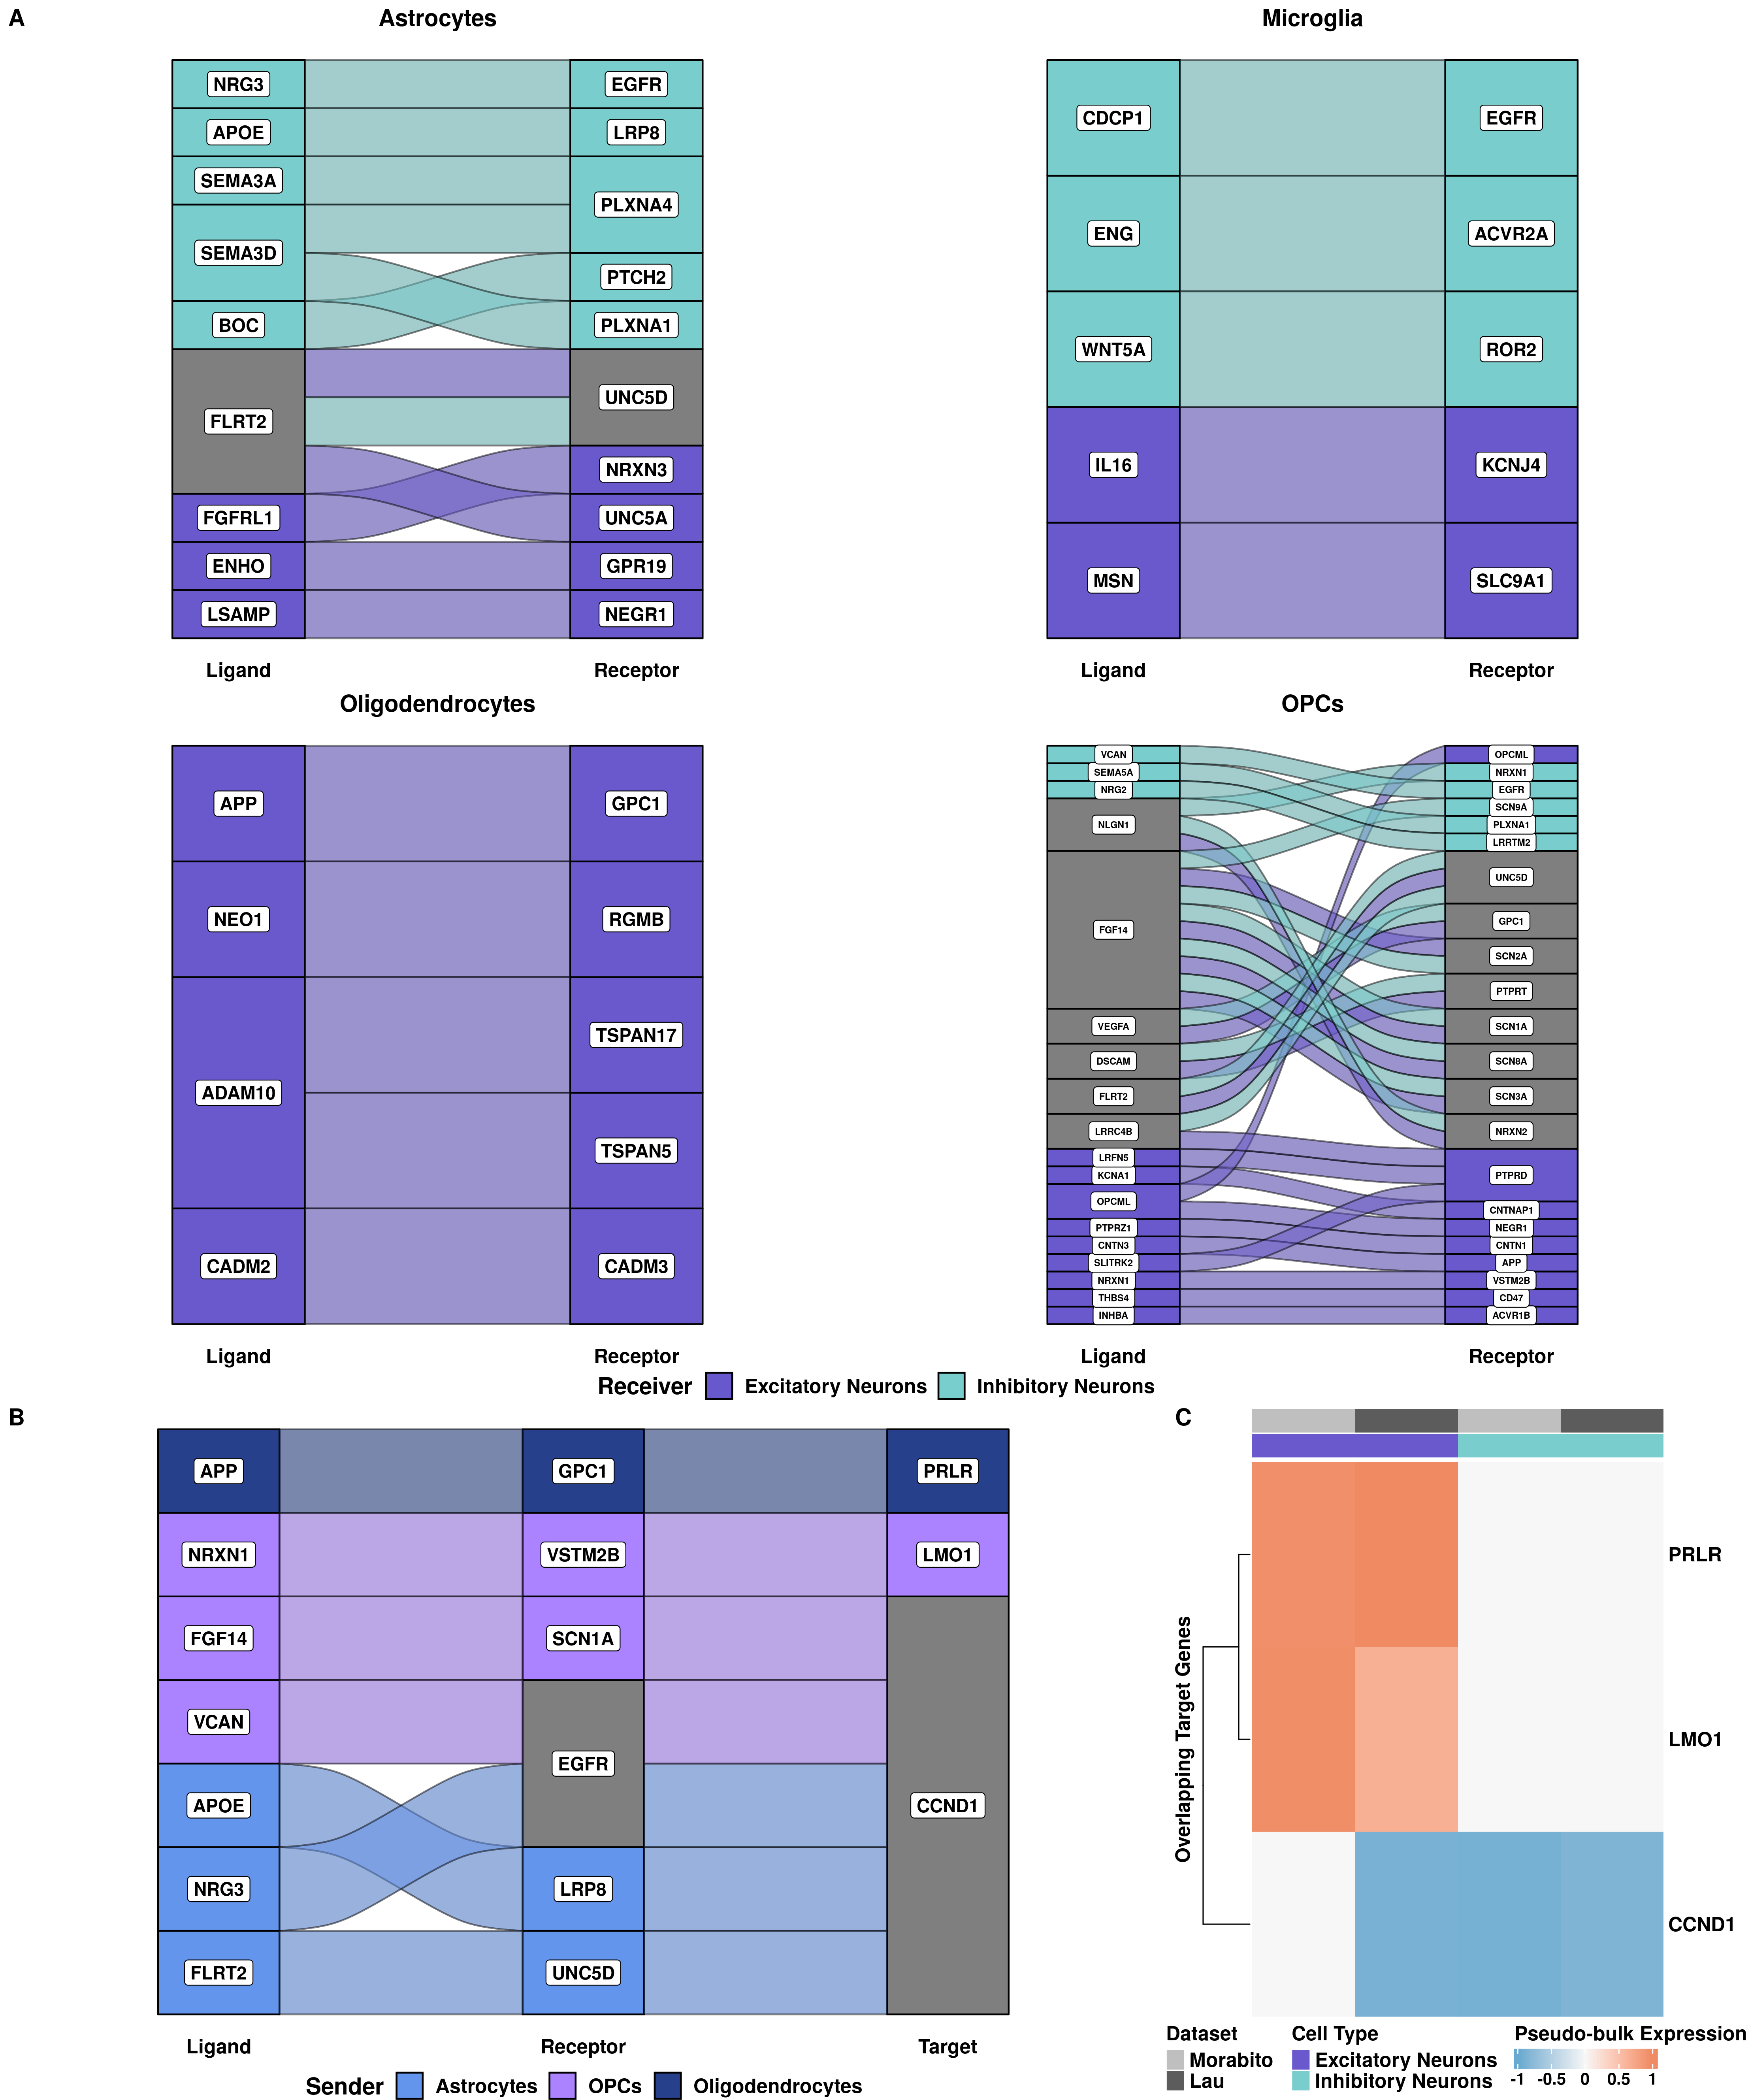 A
Astrocytes
NRG3
APOE
SEMA3A
SEMA3D
BOC
FLRT2
FGFRL1
ENHO
LSAMP
EGFR
LRP8
PLXNA4
PTCH2
PLXNA1
UNC5D
NRXN3
UNC5A
GPR19
NEGR1
Ligand
Receptor
Microglia
CDCP1
ENG
WNT5A
IL16
MSN
EGFR
ACVR2A
ROR2
KCNJ4
SLC9A1
Ligand
Receptor
Oligodendrocytes
APP
NEO1
ADAM10
CADM2
GPC1
RGMB
TSPAN17
TSPAN5
CADM3
Ligand
Receptor
OPCs
VCAN
SEMA5A
NRG2
NLGN1
FGF14
VEGFA
DSCAM
FLRT2
LRRC4B
LRFN5
KCNA1
OPCML
PTPRZ1
CNTN3
SLITRK2
NRXN1
THBS4
INHBA
OPCML
NRXN1
EGFR
SCN9A
PLXNA1
LRRTM2
UNC5D
GPC1
SCN2A
PTPRT
SCN1A
SCN8A
SCN3A
NRXN2
PTPRD
CNTNAP1
NEGR1
CNTN1
APP
VSTM2B
CD47
ACVR1B
Ligand
Receptor
Receiver
Excitatory Neurons
Inhibitory Neurons
B
APP
NRXN1
FGF14
VCAN
APOE
NRG3
FLRT2
GPC1
VSTM2B
SCN1A
EGFR
LRP8
UNC5D
PRLR
LMO1
CCND1
Ligand
Receptor
Target
Sender
Astrocytes
OPCs
Oligodendrocytes
C
Overlapping Target Genes
PRLR
LMO1
CCND1
Dataset
Morabito
Lau
Cell Type
Excitatory Neurons
Inhibitory Neurons
Pseudo-bulk Expression
-1 -0.5 0 0.5 1